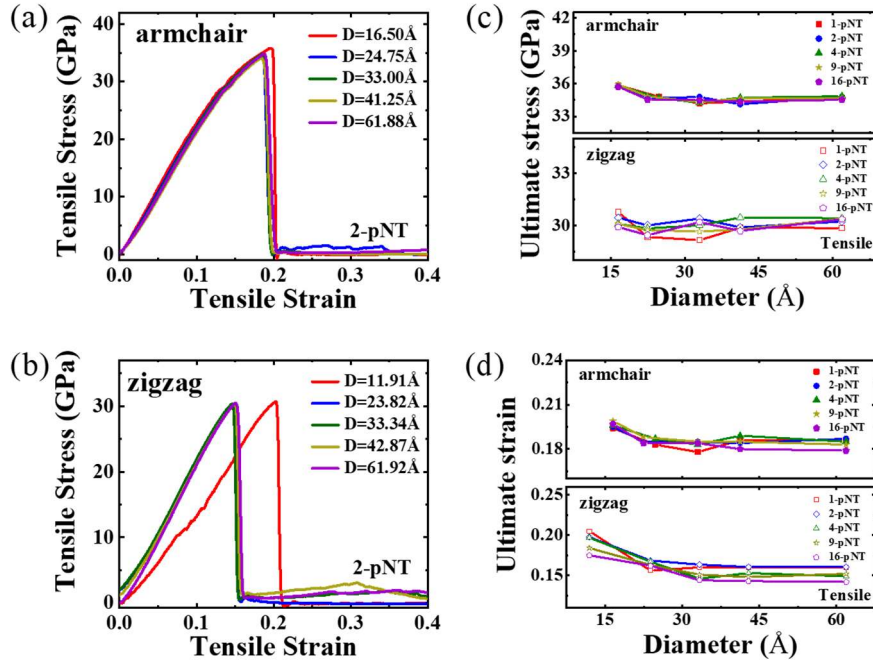 (a)
armchair
D=16.50Å
D=24.75Å
D=33.00Å
D=41.25Å
D=61.88Å
2-pNT
Tensile Stress (GPa)
40
30
20
10
0
0.0 0.1 0.2 0.3 0.4
Tensile Strain
(c)
armchair
1-pNT
2-pNT
4-pNT
9-pNT
16-pNT
42
39
36
33
zigzag
1-pNT
2-pNT
4-pNT
9-pNT
16-pNT
Tensile
33
30
Ultimate stress (GPa)
15 30 45 60
Diameter (Å)
(b)
zigzag
D=11.91Å
D=23.82Å
D=33.34Å
D=42.87Å
D=61.92Å
2-pNT
Tensile Stress (GPa)
30
20
10
0
0.0 0.1 0.2 0.3 0.4
Tensile Strain
(d)
armchair
1-pNT
2-pNT
4-pNT
9-pNT
16-pNT
0.24
0.21
0.18
zigzag
1-pNT
2-pNT
4-pNT
9-pNT
16-pNT
Tensile
0.20
0.15
Ultimate strain
15 30 45 60
Diameter (Å)